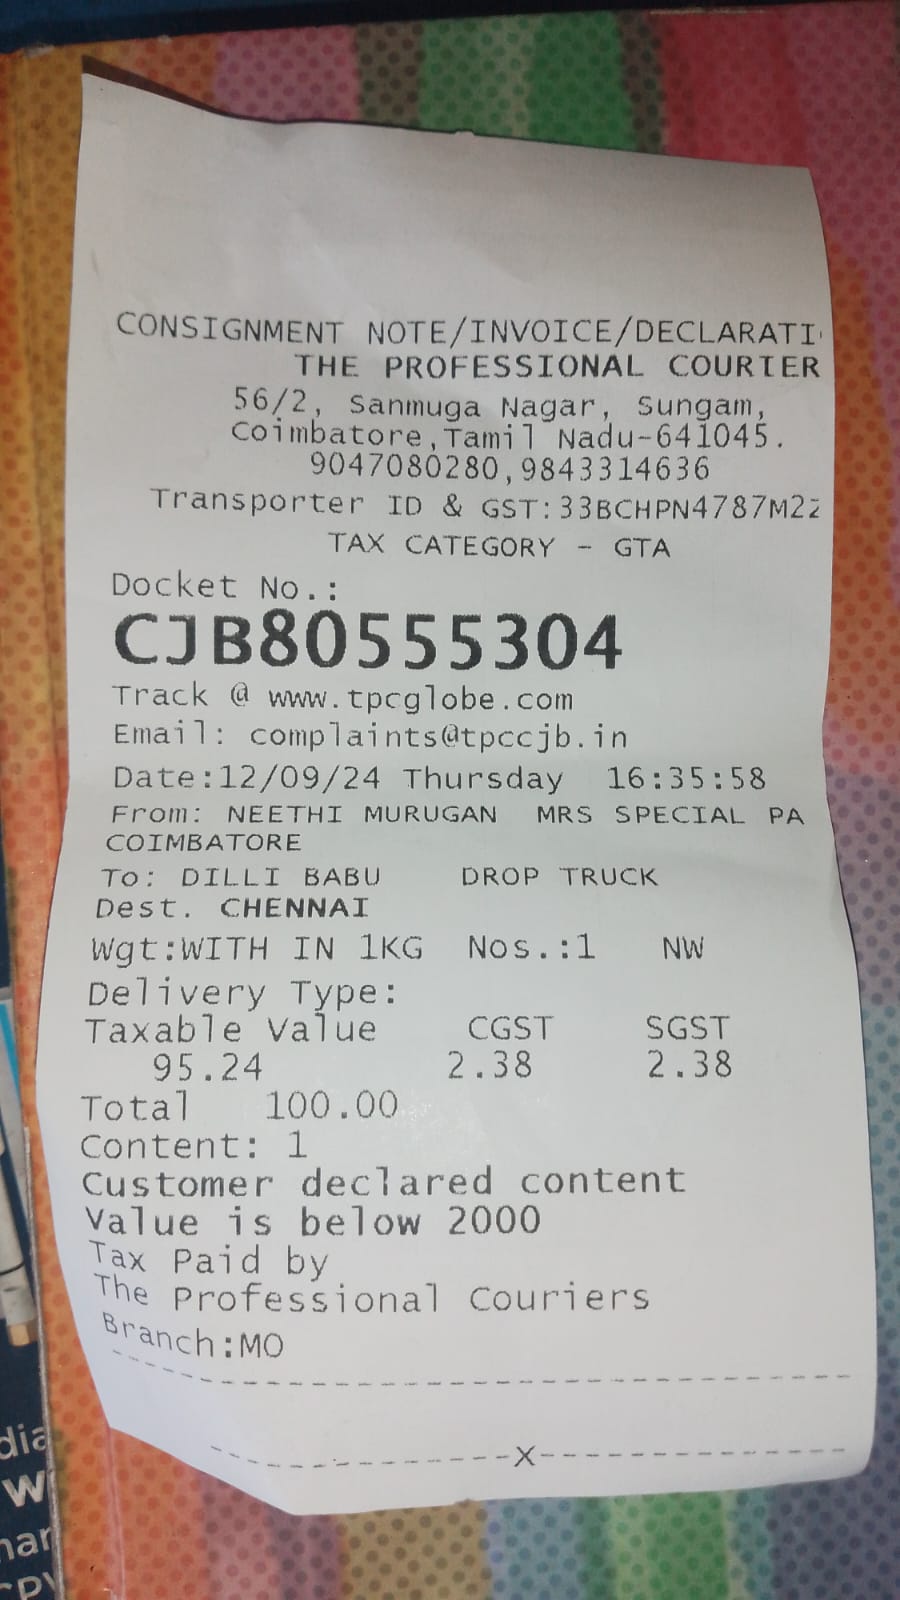 CONSIGNMENT NOTE/INVOICE/DECLARATI
THE PROFESSIONAL COURIER
56/2, Sanmuga Nagar, Sungam,
Coimbatore,Tamil Nadu-641045.
9047080280,9843314636
Transporter ID & GST:33BCHPN4787M2Z
TAX CATEGORY - GTA
Docket No.:
CJB80555304
Track @ www.tpcglobe.com
Email: complaints@tpccjb.in
Date:12/09/24 Thursday 16:35:58
From: NEETHI MURUGAN MRS SPECIAL PA
COIMBATORE
To: DILLI BABU DROP TRUCK
Dest. CHENNAI
Wgt:WITH IN 1KG Nos.:1 NW
Delivery Type:
Taxable Value CGST SGST
95.24 2.38 2.38
Total 100.00
Content: 1
Customer declared content
Value is below 2000
Tax Paid by
The Professional Couriers
Branch:MO
--------------------------------
---------------X----------------
dia
W